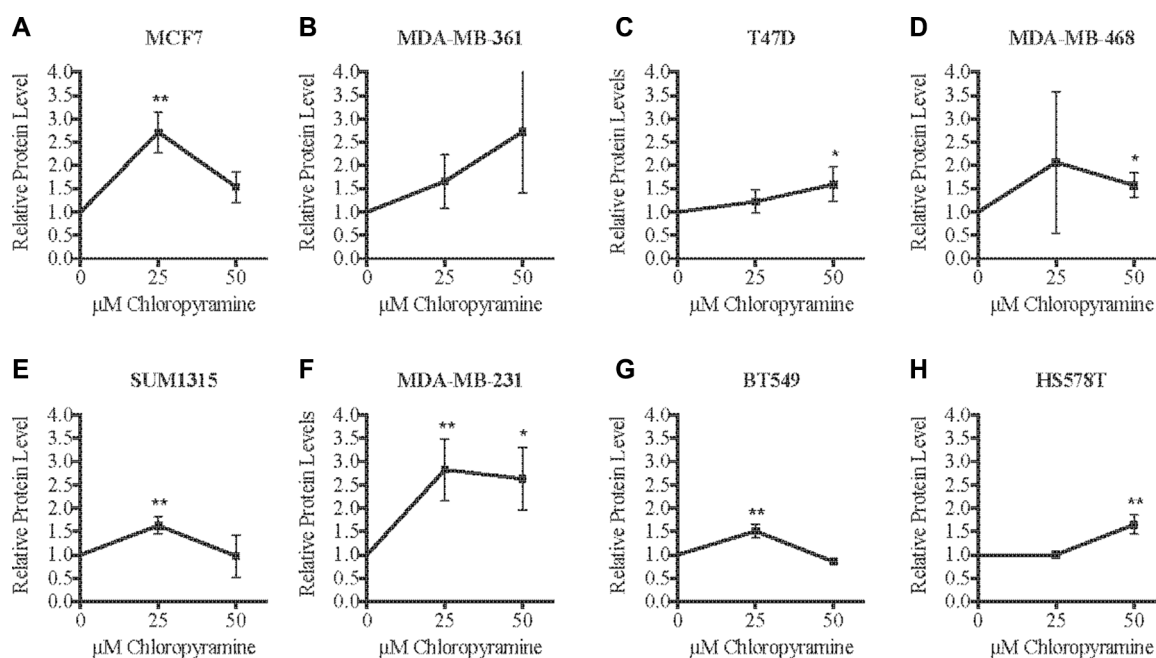 A
MCF7
Relative Protein Level
4.0
3.5
3.0
2.5
2.0
1.5
1.0
0.5
0.0
**
0 25 50
µM Chloropyramine
B
MDA-MB-361
Relative Protein Level
4.0
3.5
3.0
2.5
2.0
1.5
1.0
0.5
0.0
0 25 50
µM Chloropyramine
C
T47D
Relative Protein Levels
4.0
3.5
3.0
2.5
2.0
1.5
1.0
0.5
0.0
*
0 25 50
µM Chloropyramine
D
MDA-MB-468
Relative Protein Level
4.0
3.5
3.0
2.5
2.0
1.5
1.0
0.5
0.0
*
0 25 50
µM Chloropyramine
E
SUM1315
Relative Protein Levels
4.0
3.5
3.0
2.5
2.0
1.5
1.0
0.5
0.0
**
0 25 50
µM Chloropyramine
F
MDA-MB-231
Relative Protein Levels
4.0
3.5
3.0
2.5
2.0
1.5
1.0
0.5
0.0
** *
0 25 50
µM Chloropyramine
G
BT549
Relative Protein Levels
4.0
3.5
3.0
2.5
2.0
1.5
1.0
0.5
0.0
**
0 25 50
µM Chloropyramine
H
HS578T
Relative Protein Level
4.0
3.5
3.0
2.5
2.0
1.5
1.0
0.5
0.0
**
0 25 50
µM Chloropyramine